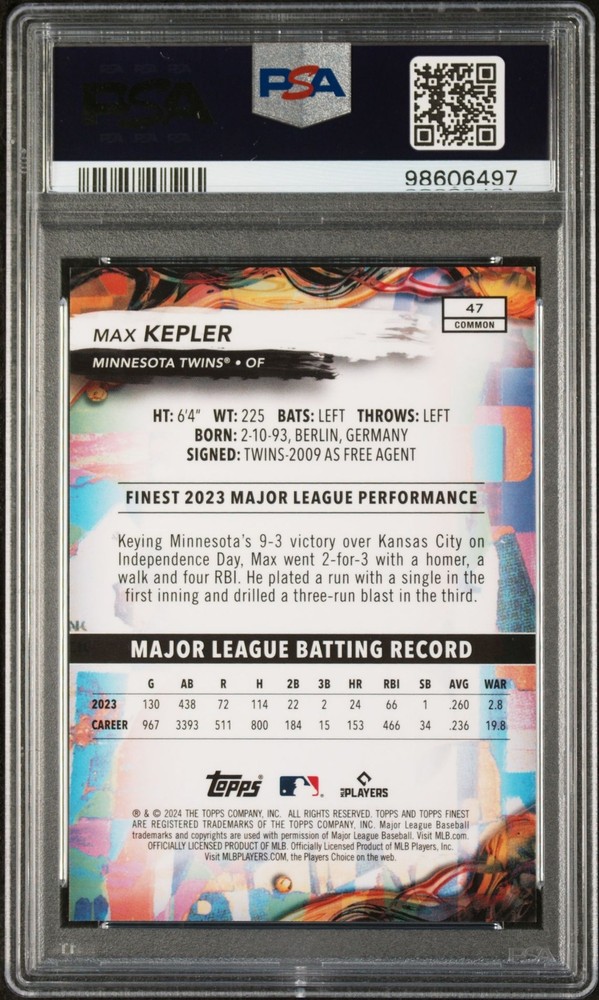 PSA
98606497
47
COMMON
MAX KEPLER
MINNESOTA TWINS® • OF
HT: 6'4" WT: 225 BATS: LEFT THROWS: LEFT
BORN: 2-10-93, BERLIN, GERMANY
SIGNED: TWINS-2009 AS FREE AGENT
FINEST 2023 MAJOR LEAGUE PERFORMANCE
Keying Minnesota's 9-3 victory over Kansas City on
Independence Day, Max went 2-for-3 with a homer, a
walk and four RBI. He plated a run with a single in the
first inning and drilled a three-run blast in the third.
MAJOR LEAGUE BATTING RECORD
G AB R H 2B 3B HR RBI SB AVG WAR
2023 130 438 72 114 22 2 24 66 1 .260 2.8
CAREER 967 3393 511 800 184 15 153 466 34 .236 19.8
topps ® PLAYERS
® & © 2024 THE TOPPS COMPANY, INC. ALL RIGHTS RESERVED. TOPPS AND TOPPS FINEST
ARE REGISTERED TRADEMARKS OF THE TOPPS COMPANY, INC. Major League Baseball
trademarks and copyrights are used with permission of Major League Baseball. Visit MLB.com.
OFFICIALLY LICENSED PRODUCT OF MLB. Officially Licensed Product of MLB Players, Inc.
Visit MLBPLAYERS.COM, the Players Choice on the web.
PSA